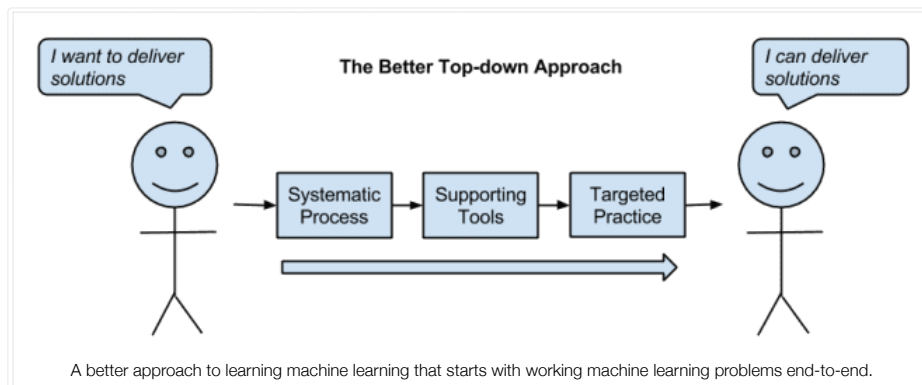 I want to deliver
solutions
The Better Top-down Approach
I can deliver
solutions
Systematic
Process
Supporting
Tools
Targeted
Practice
A better approach to learning machine learning that starts with working machine learning problems end-to-end.